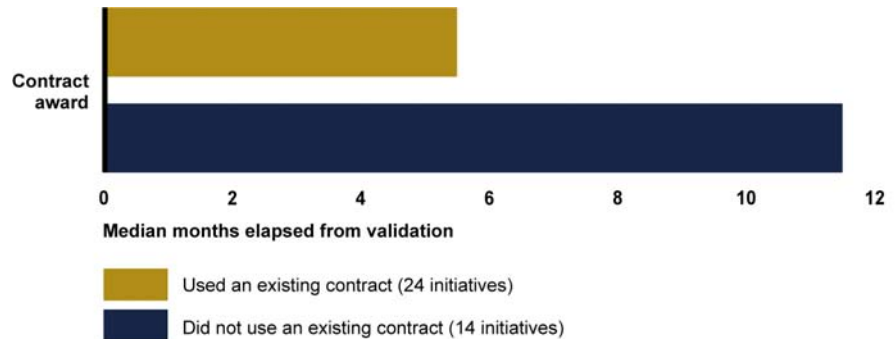 Contract
award
0 2 4 6 8 10 12
Median months elapsed from validation
Used an existing contract (24 initiatives)
Did not use an existing contract (14 initiatives)